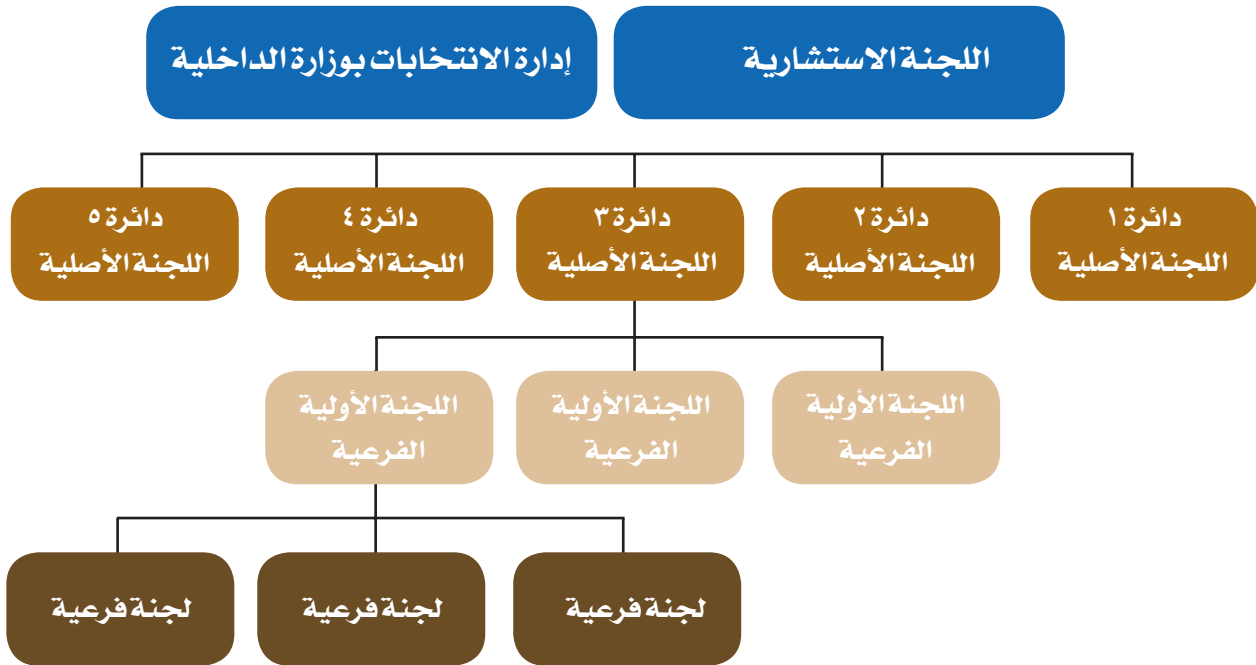 اللجنة الاستشارية
إدارة الانتخابات بوزارة الداخلية
دائرة ١
اللجنة الأصلية
دائرة ٢
اللجنة الأصلية
دائرة ٣
اللجنة الأصلية
دائرة ٤
اللجنة الأصلية
دائرة ٥
اللجنة الأصلية
اللجنة الأولية
الفرعية
اللجنة الأولية
الفرعية
اللجنة الأولية
الفرعية
لجنة فرعية
لجنة فرعية
لجنة فرعية